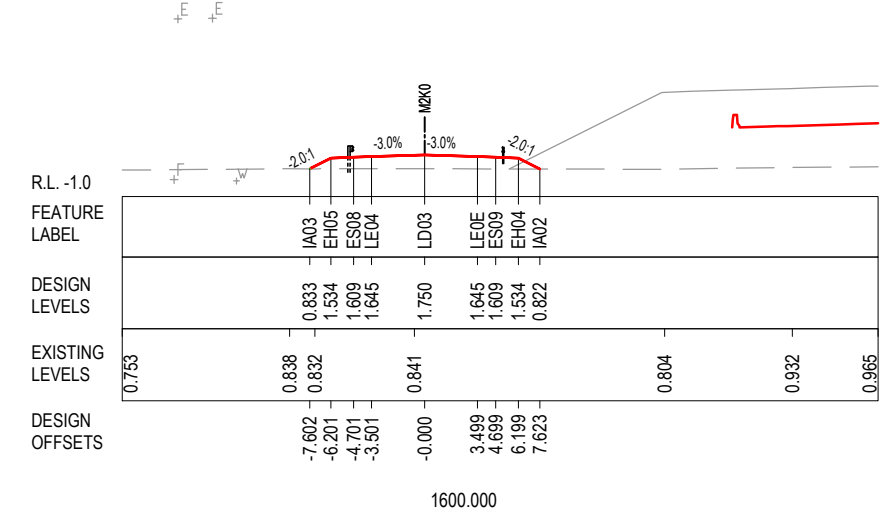 E E
M2K0
-2.0:1 -3.0% -3.0% -2.0:1
W
R.L. -1.0
FEATURE
LABEL
IA03 EH05 ES08 LE04 LD03 LE0E ES09 EH04 IA02
DESIGN
LEVELS
0.833 1.534 1.609 1.645 1.750 1.645 1.609 1.534 0.822
EXISTING
LEVELS
0.753 0.838 0.832 0.841 0.804 0.932 0.965
DESIGN
OFFSETS
-7.602 -6.201 -4.701 -3.501 -0.000 3.499 4.699 6.199 7.623
1600.000